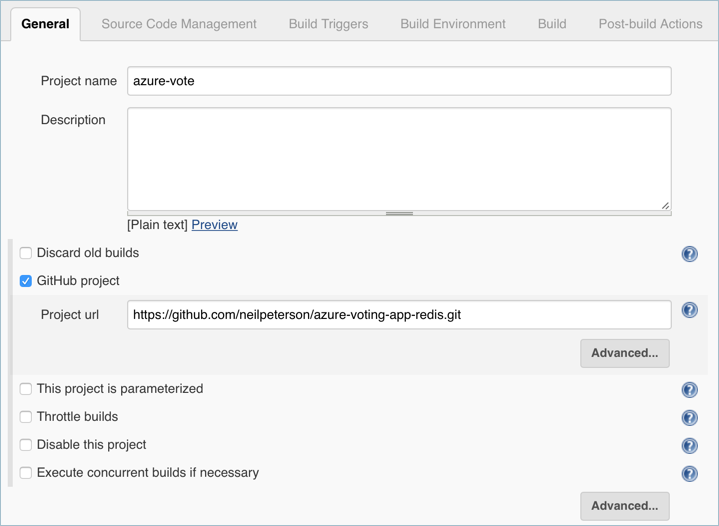 General Source Code Management Build Triggers Build Environment Build Post-build Actions
Project name azure-vote
Description
[Plain text] Preview
Discard old builds
GitHub project
Project url https://github.com/neilpeterson/azure-voting-app-redis.git
Advanced...
This project is parameterized
Throttle builds
Disable this project
Execute concurrent builds if necessary
Advanced...